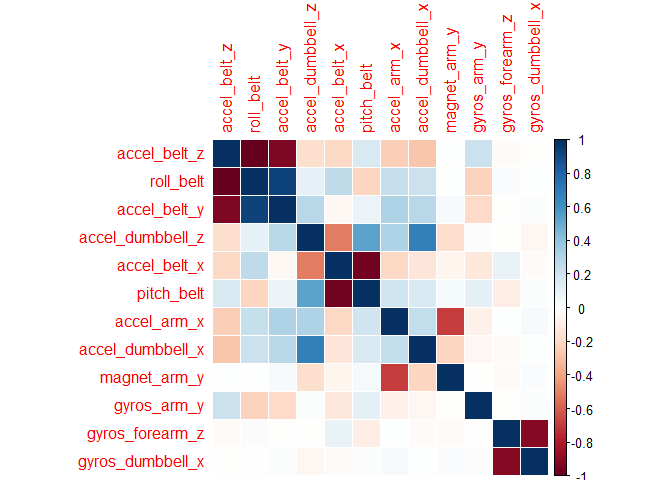 accel_belt_z
roll_belt
accel_belt_y
accel_dumbbell_z
accel_belt_x
pitch_belt
accel_arm_x
accel_dumbbell_x
magnet_arm_y
gyros_arm_y
gyros_forearm_z
gyros_dumbbell_x
accel_belt_z
roll_belt
accel_belt_y
accel_dumbbell_z
accel_belt_x
pitch_belt
accel_arm_x
accel_dumbbell_x
magnet_arm_y
gyros_arm_y
gyros_forearm_z
gyros_dumbbell_x
1
0.8
0.6
0.4
0.2
0
-0.2
-0.4
-0.6
-0.8
-1